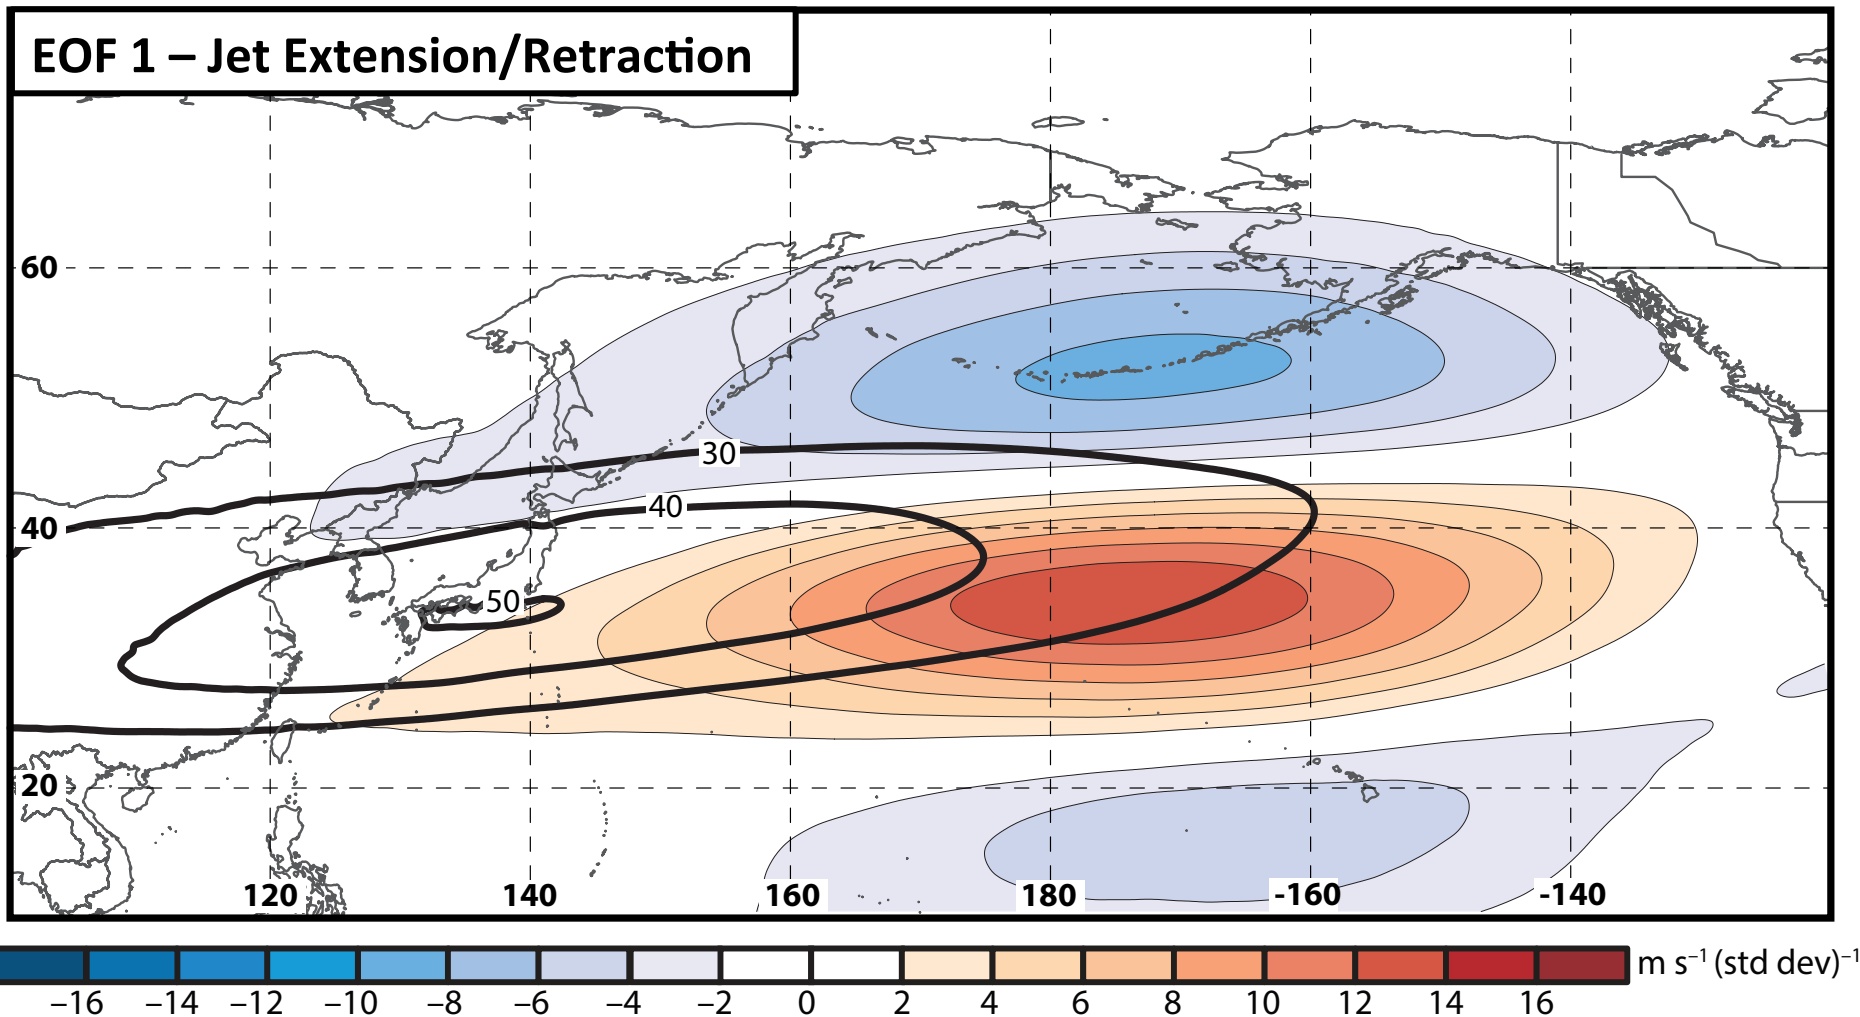 EOF 1 – Jet Extension/Retraction
60
30
40
40
50
20
120 140 160 180 -160 -140
m s⁻¹ (std dev)⁻¹
–16 –14 –12 –10 –8 –6 –4 –2 0 2 4 6 8 10 12 14 16